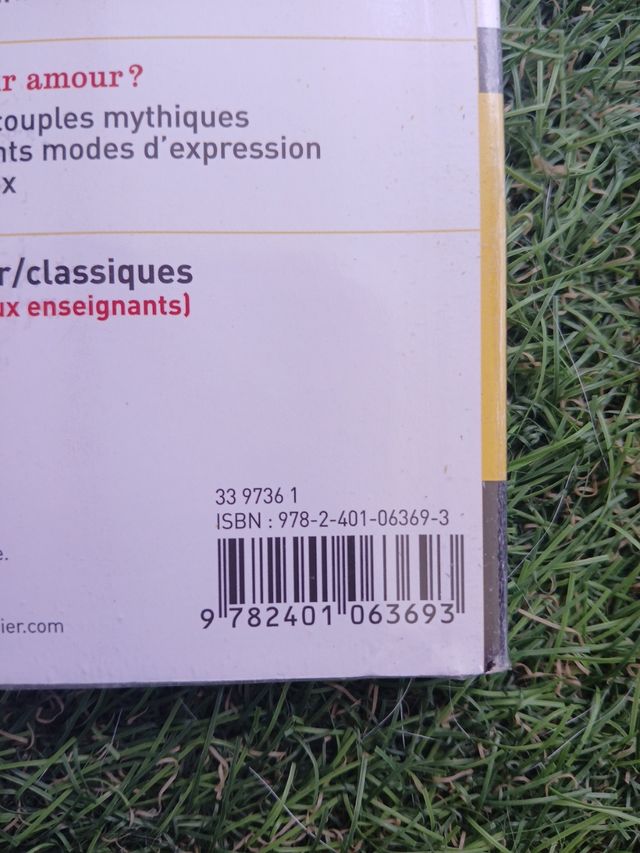 r amour ?
couples mythiques
nts modes d'expression
x
r/classiques
ux enseignants)
33 9736 1
ISBN : 978-2-401-06369-3
e.
ier.com
9 782401 063693